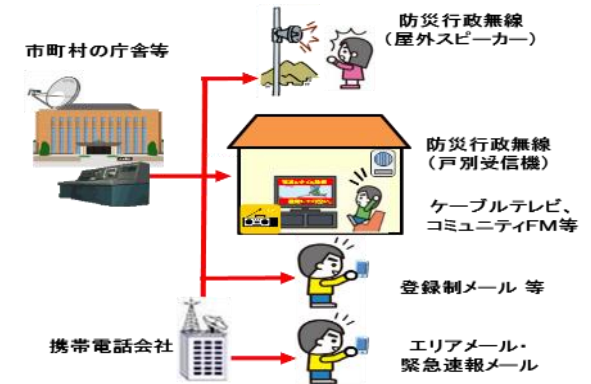 市町村の庁舎等
防災行政無線
（屋外スピーカー）
防災行政無線
（戸別受信機）
ケーブルテレビ、
コミュニティFM等
登録制メール 等
携帯電話会社
エリアメール・
緊急速報メール